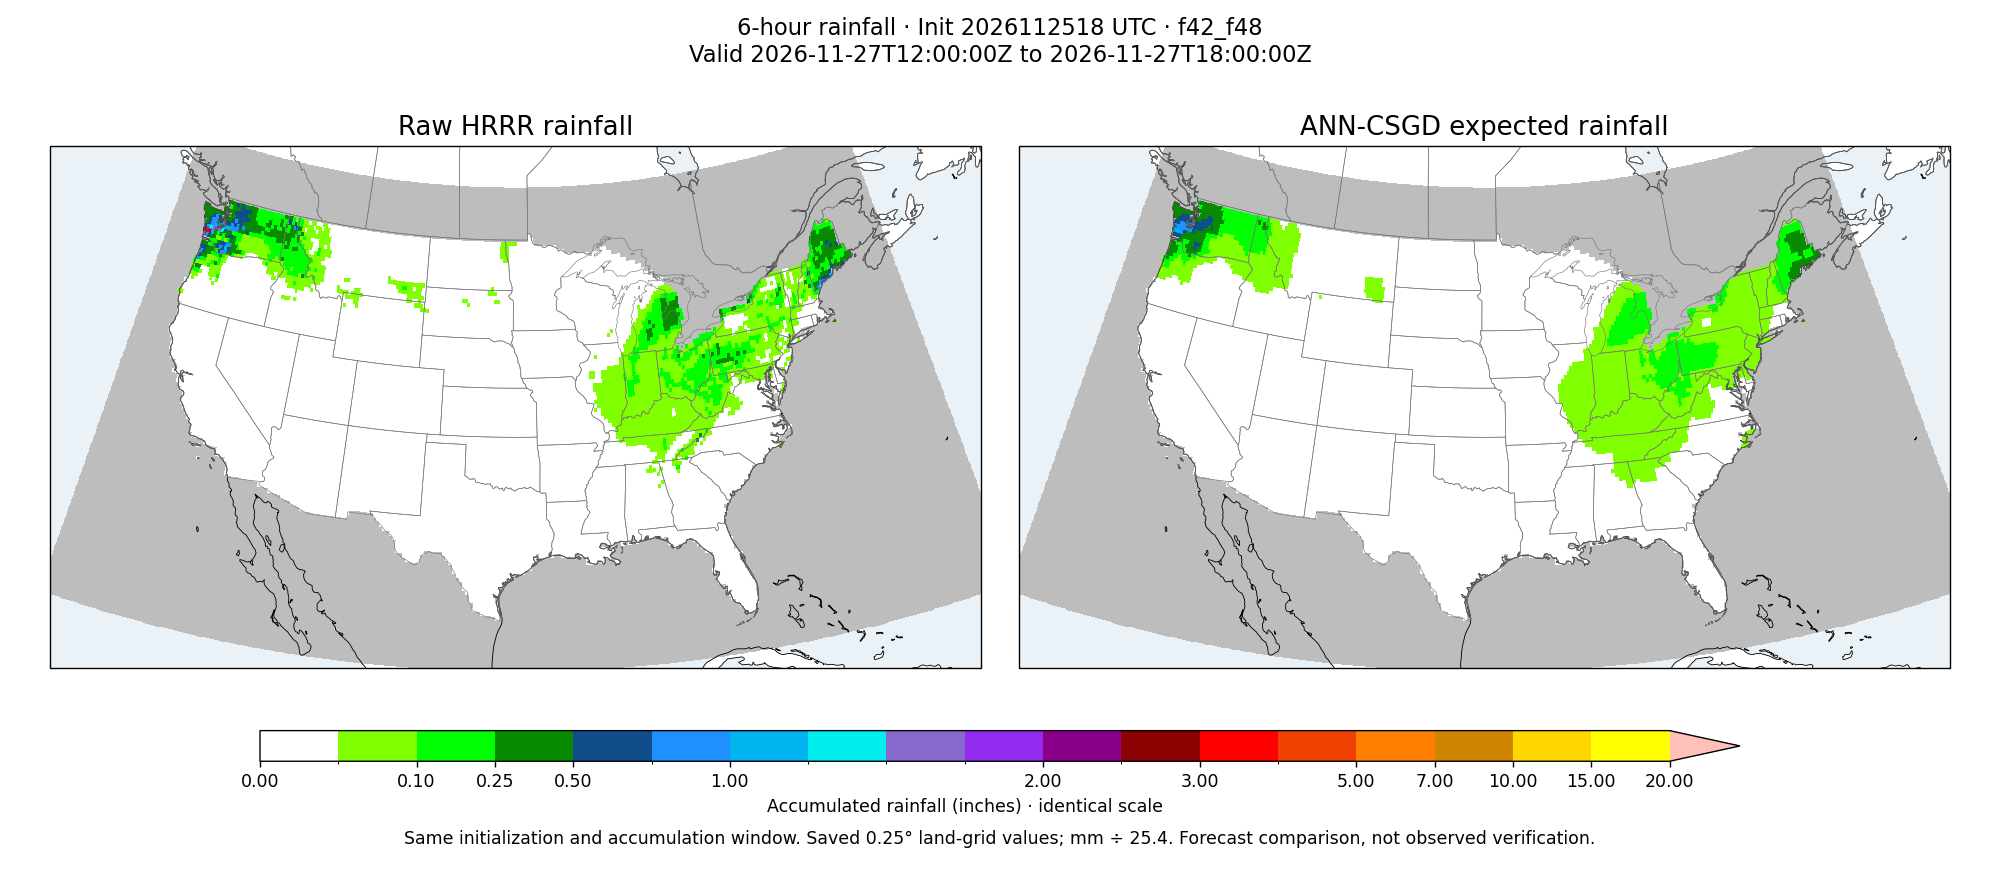 6-hour rainfall · Init 2026112518 UTC · f42_f48
Valid 2026-11-27T12:00:00Z to 2026-11-27T18:00:00Z
Raw HRRR rainfall
ANN-CSGD expected rainfall
0.00 0.10 0.25 0.50 1.00 2.00 3.00 5.00 7.00 10.00 15.00 20.00
Accumulated rainfall (inches) · identical scale
Same initialization and accumulation window. Saved 0.25° land-grid values; mm ÷ 25.4. Forecast comparison, not observed verification.